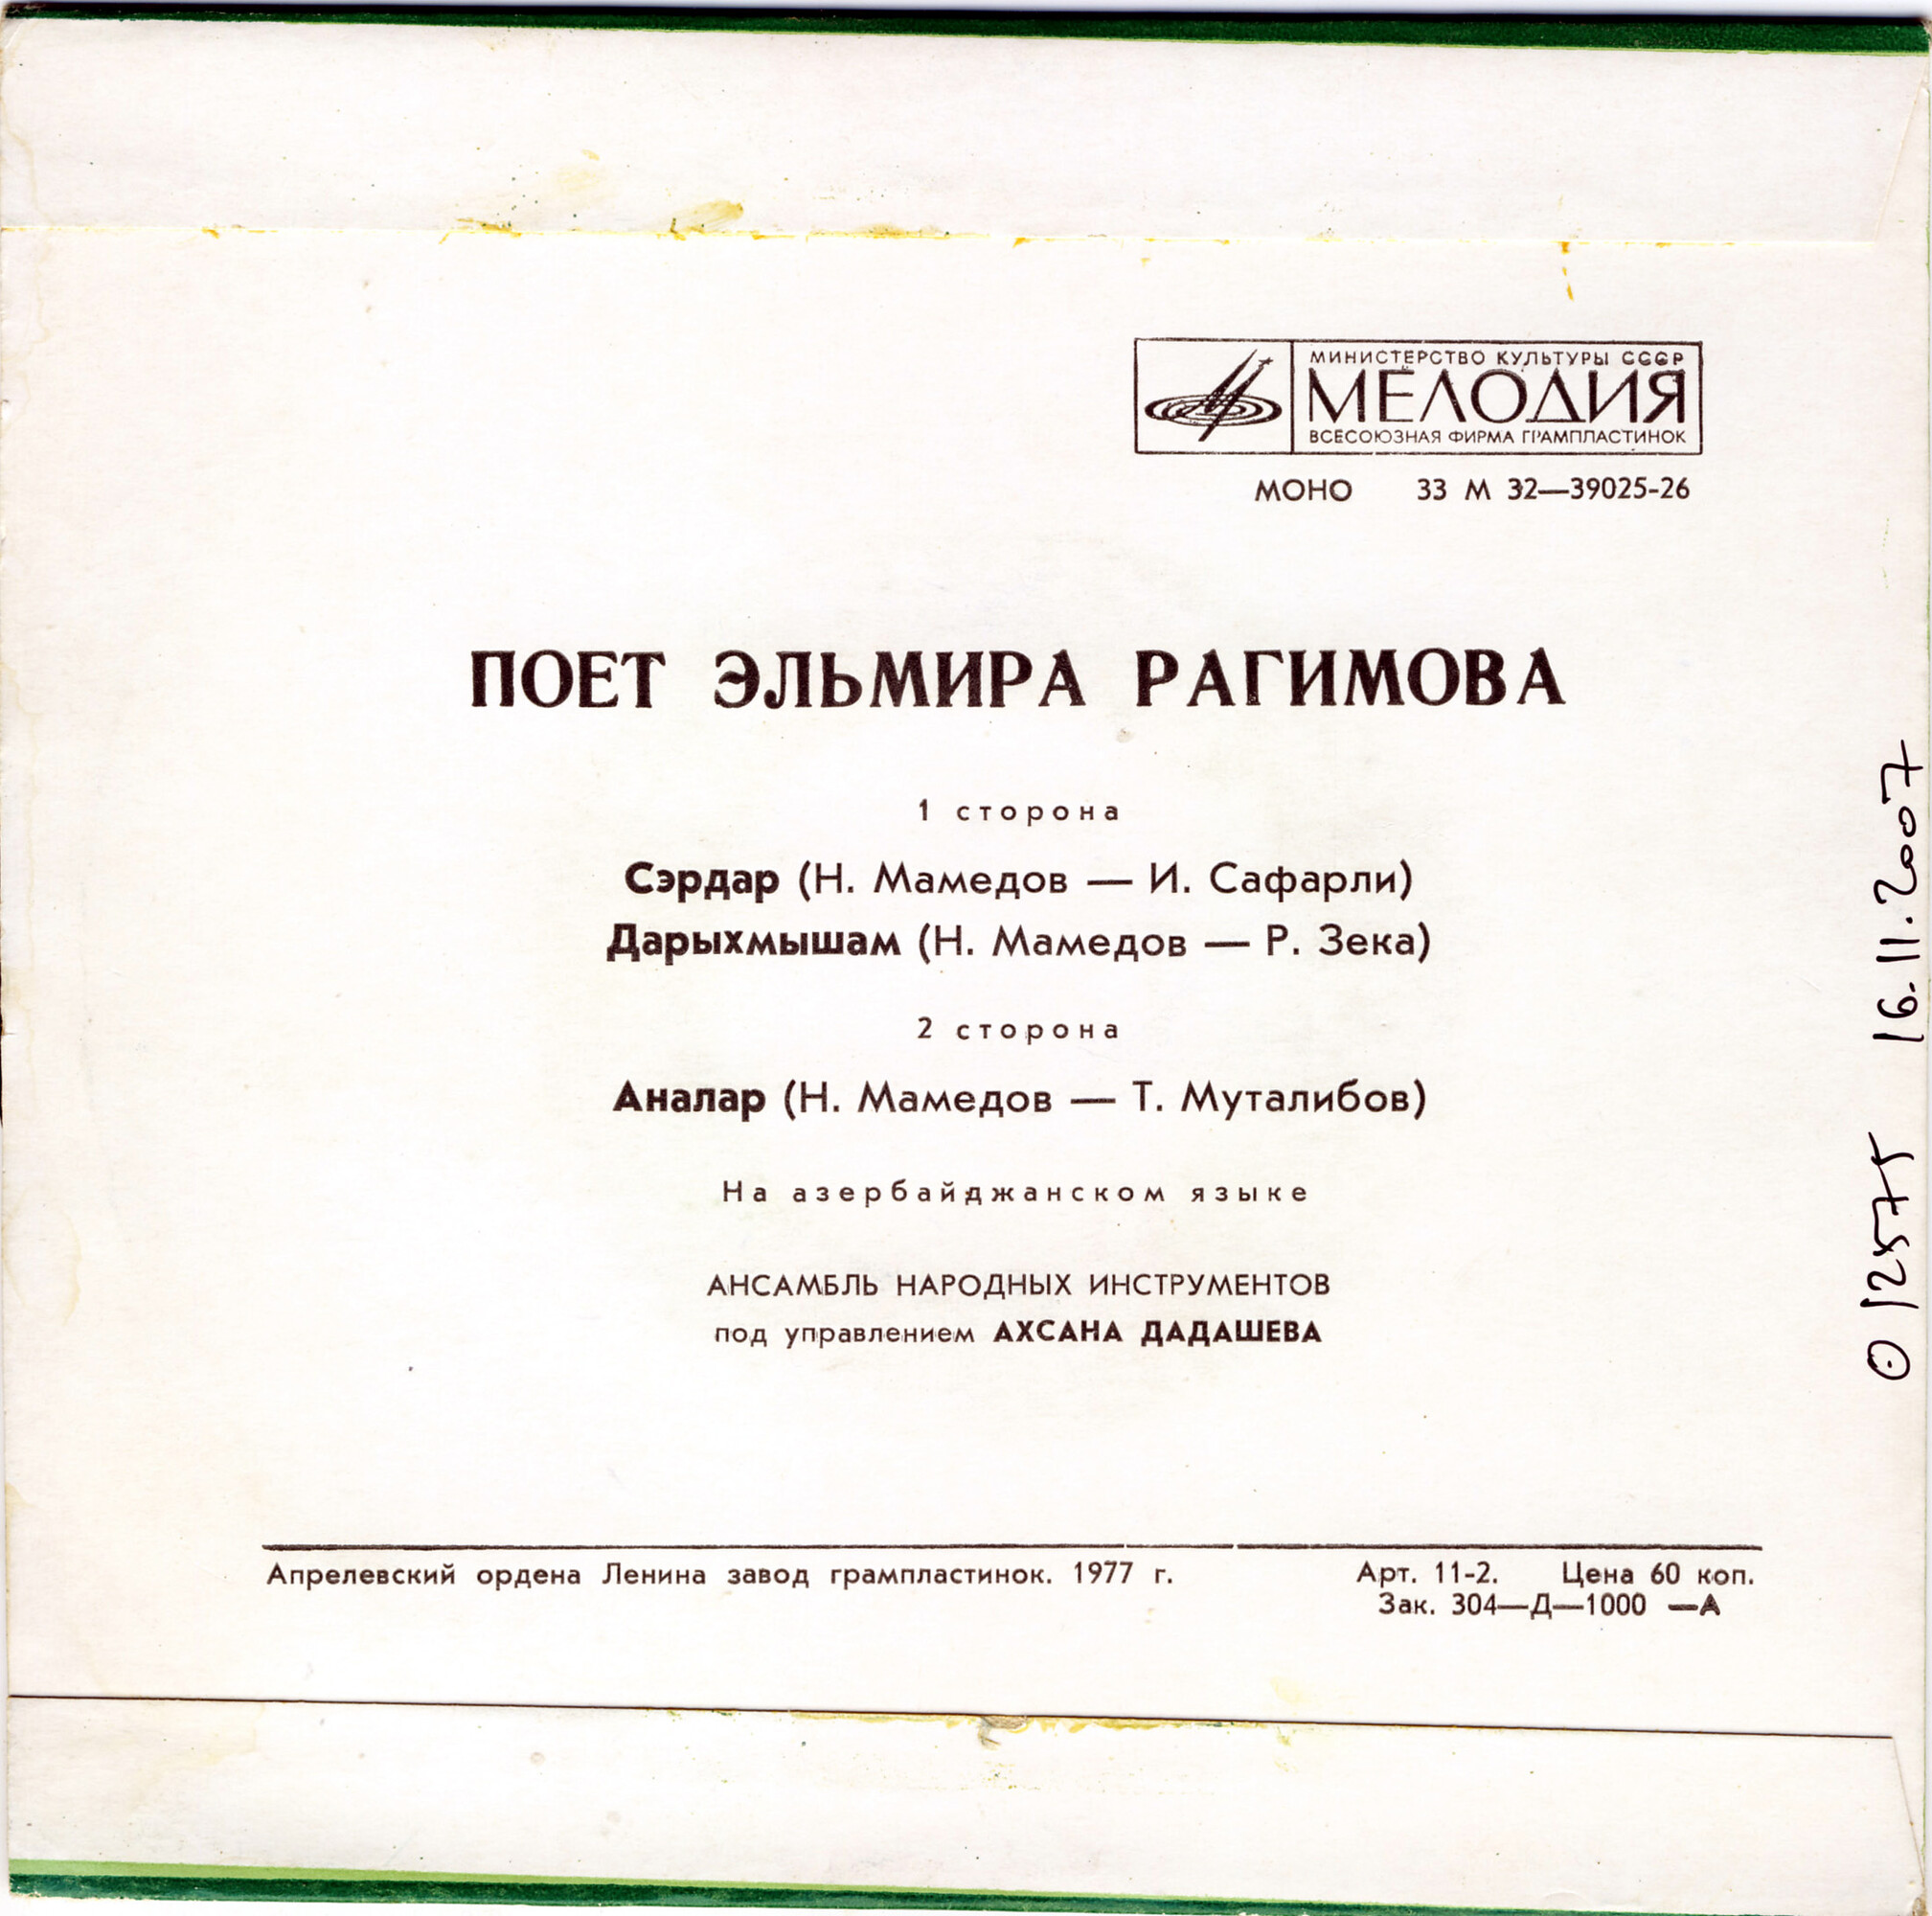 МИНИСТЕРСТВО КУЛЬТУРЫ СССР
МЕЛОДИЯ
ВСЕСОЮЗНАЯ ФИРМА ГРАМПЛАСТИНОК
МОНО 33 М 32—39025-26
ПОЕТ ЭЛЬМИРА РАГИМОВА
1 сторона
Сэрдар (Н. Мамедов — И. Сафарли)
Дарыхмышам (Н. Мамедов — Р. Зека)
2 сторона
Аналар (Н. Мамедов — Т. Муталибов)
На азербайджанском языке
АНСАМБЛЬ НАРОДНЫХ ИНСТРУМЕНТОВ
под управлением АХСАНА ДАДАШЕВА
Апрелевский ордена Ленина завод грампластинок. 1977 г.
Арт. 11-2. Цена 60 коп.
Зак. 304—Д—1000 —А
16.11.2007